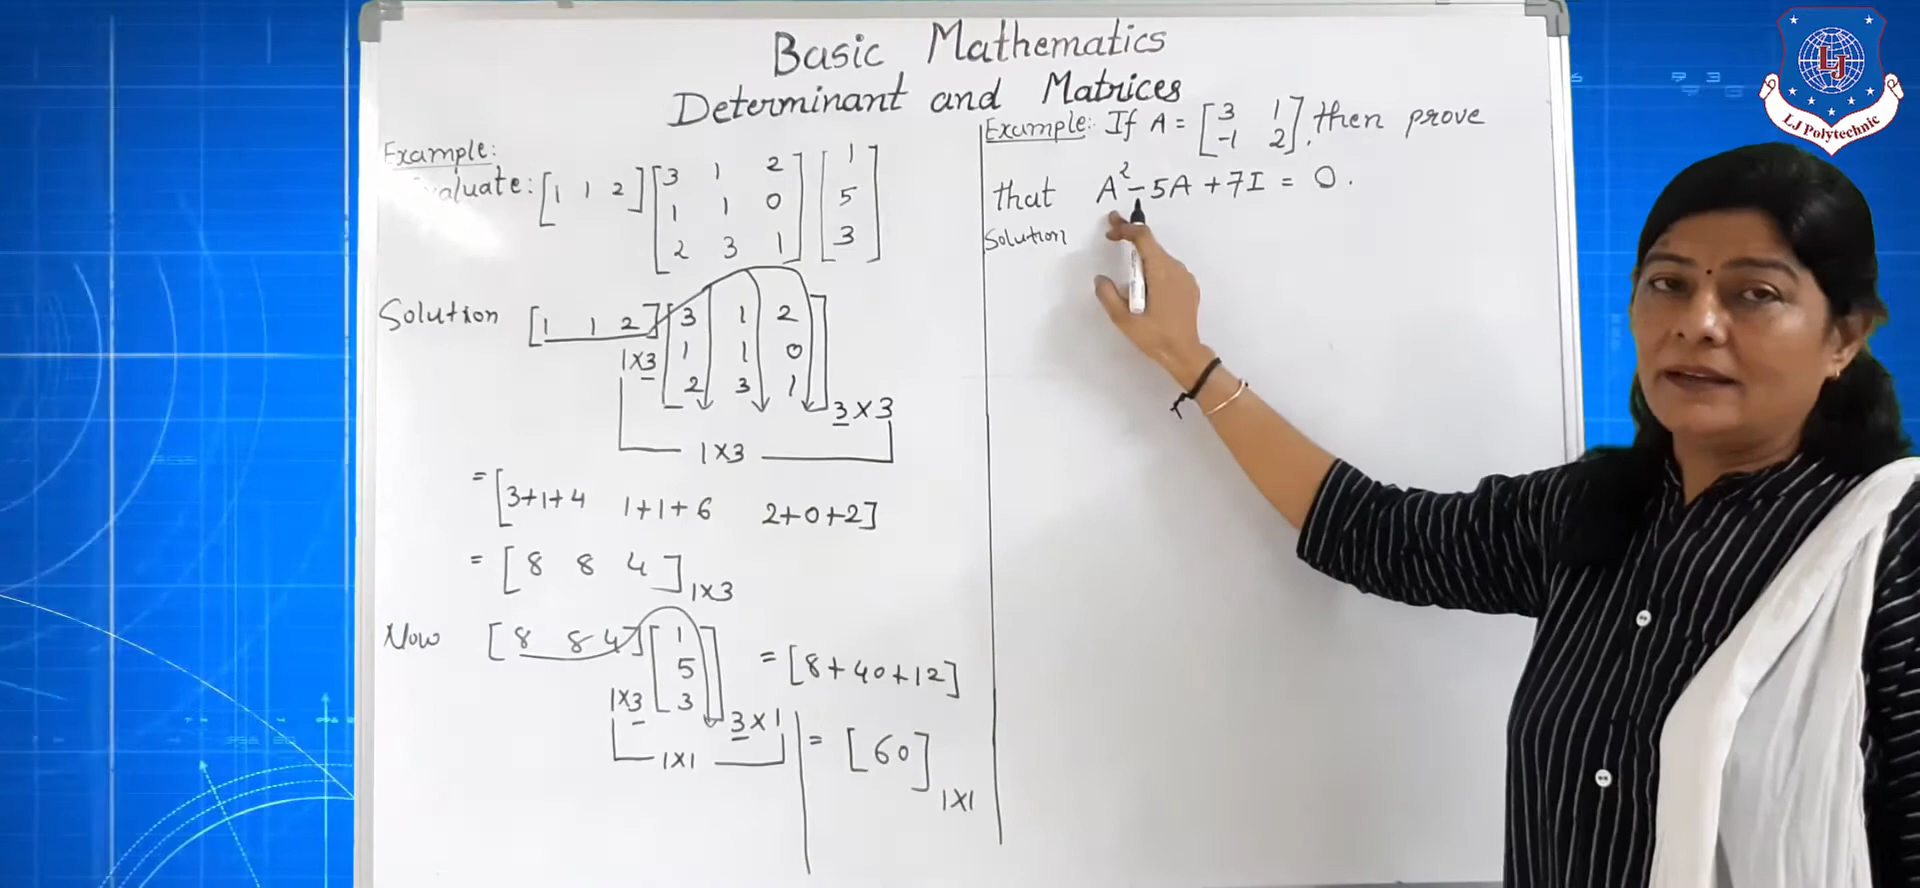 Basic Mathematics
Determinant and Matrices
Example:
aluate: [1 1 2] [3 1 2 [1
1 1 0 5
2 3 1] 3]
Solution [1 1 2] [3 1 2
1×3 1 1 0
2 3 1] 3×3
1×3
= [3+1+4 1+1+6 2+0+2]
= [8 8 4] 1×3
Now [8 8 4] [1
5 = [8+40+12]
1×3 3] 3×1
1×1 = [60] 1×1
Example: If A = [3 1
-1 2], then prove
that A² - 5A + 7I = 0.
Solution
LJ
LJ Polytechnic